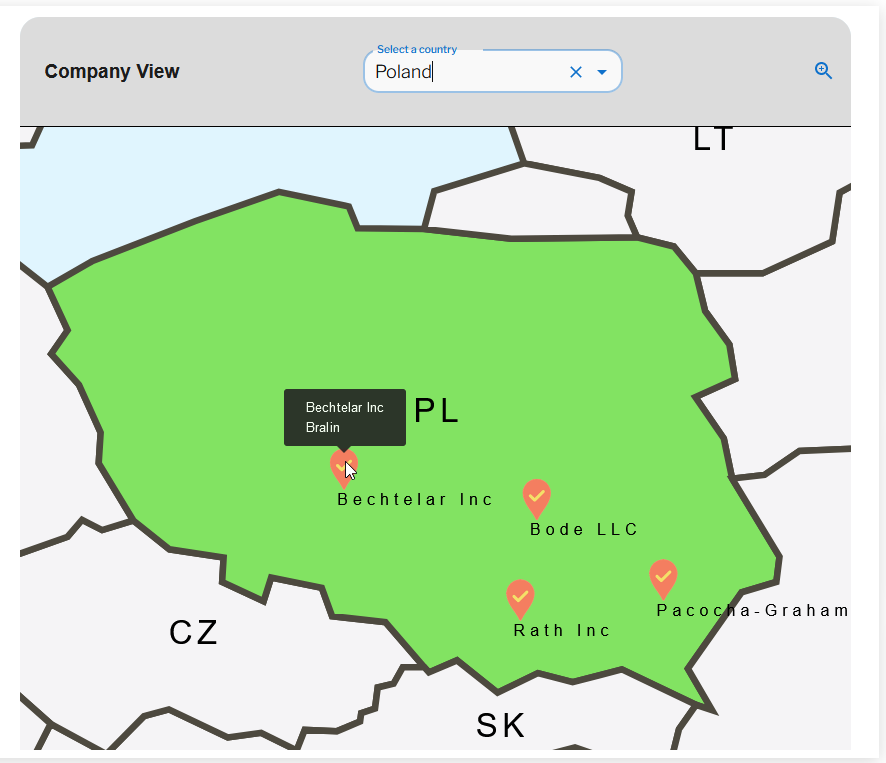 Select a country
Company View
Poland
LT
Bechtelar Inc
Bralin
PL
Bechtelar Inc
Bode LLC
Pacocha-Graham
Rath Inc
CZ
SK